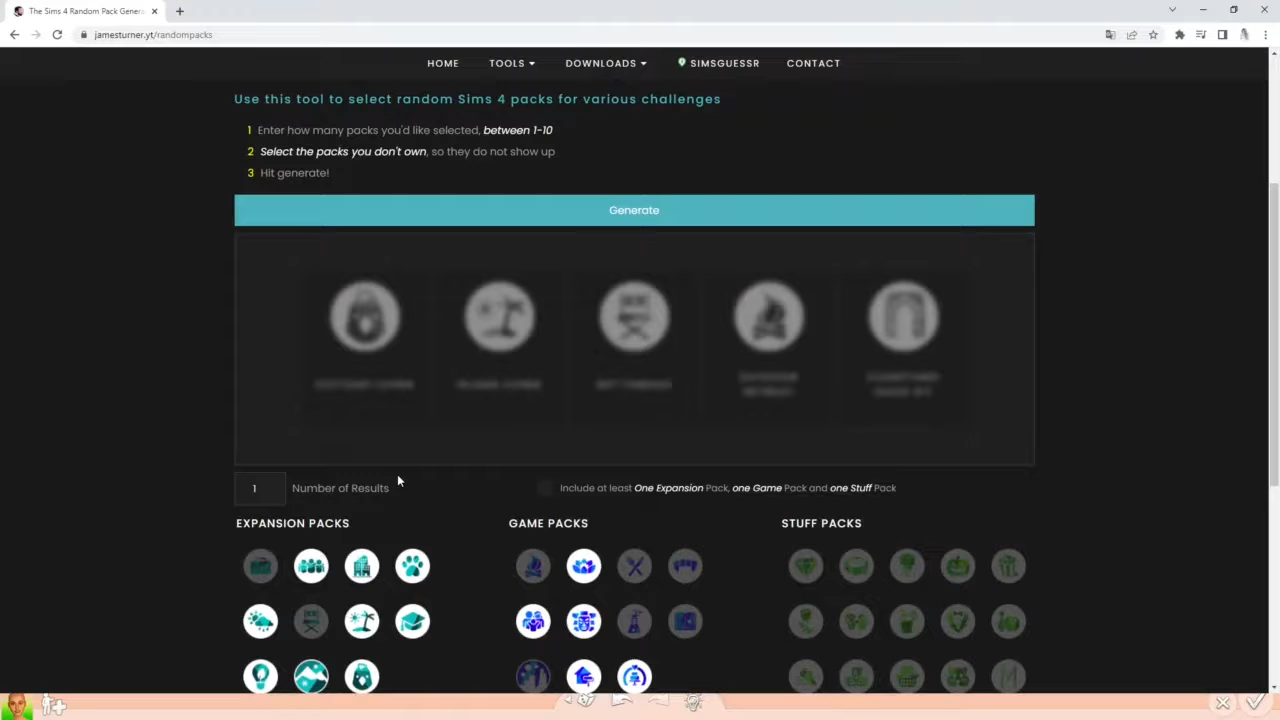 The Sims 4 Random Pack Genera
jamesturner.yt/randompacks
HOME TOOLS DOWNLOADS SIMSGUESSR CONTACT
Use this tool to select random Sims 4 packs for various challenges
1 Enter how many packs you'd like selected, between 1-10
2 Select the packs you don't own, so they do not show up
3 Hit generate!
Generate
1 Number of Results
Include at least One Expansion Pack, one Game Pack and one Stuff Pack
EXPANSION PACKS GAME PACKS STUFF PACKS